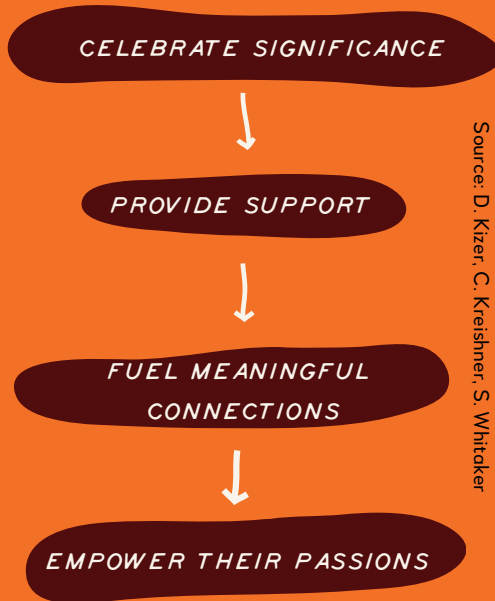 CELEBRATE SIGNIFICANCE
PROVIDE SUPPORT
FUEL MEANINGFUL
CONNECTIONS
EMPOWER THEIR PASSIONS
Source: D. Kizer, C. Kreishner, S. Whitaker